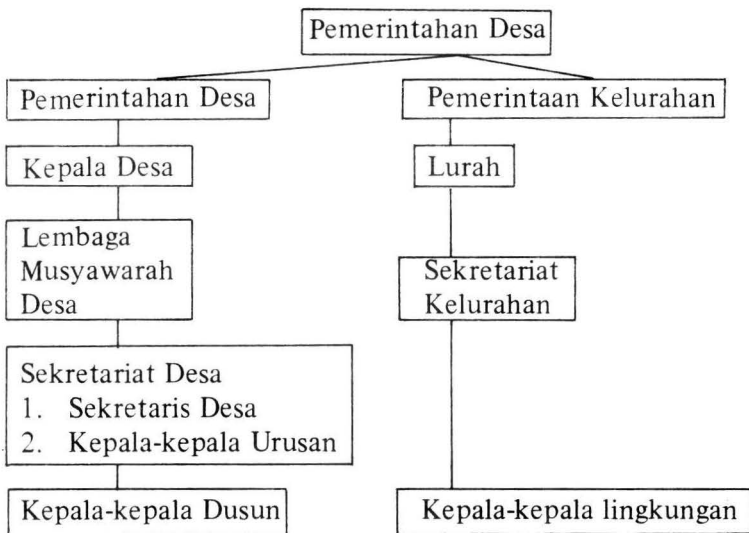 Pemerintahan Desa
Pemerintahan Desa
Pemerintaan Kelurahan
Kepala Desa
Lurah
Lembaga
Musyawarah
Desa
Sekretariat
Kelurahan
Sekretariat Desa
1. Sekretaris Desa
2. Kepala-kepala Urusan
Kepala-kepala Dusun
Kepala-kepala lingkungan